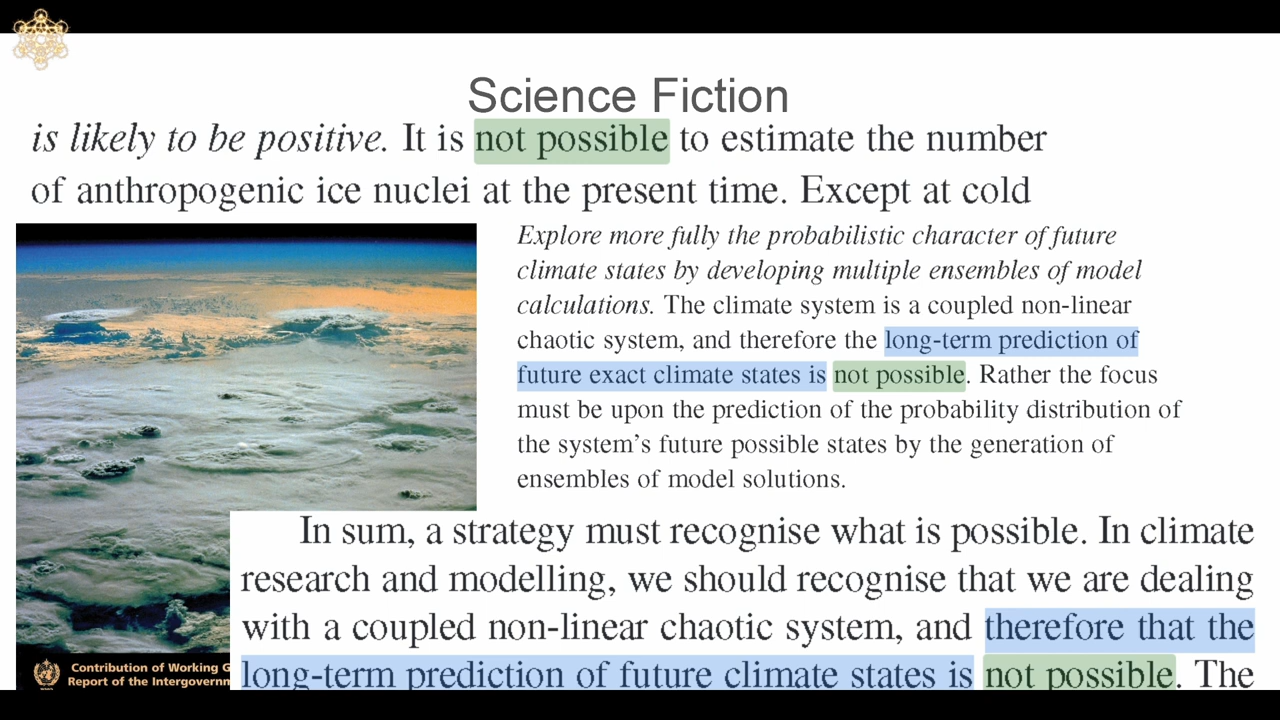 Science Fiction
is likely to be positive. It is not possible to estimate the number
of anthropogenic ice nuclei at the present time. Except at cold
Explore more fully the probabilistic character of future
climate states by developing multiple ensembles of model
calculations. The climate system is a coupled non-linear
chaotic system, and therefore the long-term prediction of
future exact climate states is not possible. Rather the focus
must be upon the prediction of the probability distribution of
the system's future possible states by the generation of
ensembles of model solutions.
In sum, a strategy must recognise what is possible. In climate
research and modelling, we should recognise that we are dealing
with a coupled non-linear chaotic system, and therefore that the
long-term prediction of future climate states is not possible. The
Contribution of Working G
Report of the Intergovernm